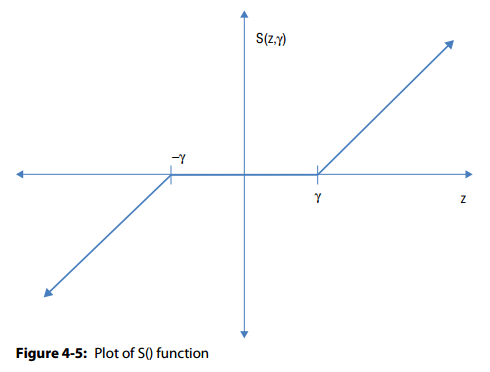 S(z,γ)
−γ
γ
z
Figure 4-5: Plot of S() function